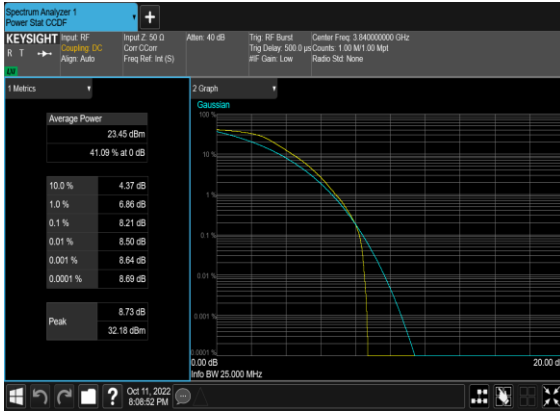 Spectrum Analyzer 1
Power Stat CCDF
KEYSIGHT
R T
Input: RF
Coupling: DC
Align: Auto
Input Z: 50 Ω
Corr CCorr
Freq Ref: Int (S)
Atten: 40 dB
Trig: RF Burst
Trig Delay: 500.0 µs
#IF Gain: Low
Center Freq: 3.840000000 GHz
Counts: 1.00 M/1.00 Mpt
Radio Std: None
1 Metrics
Average Power
23.45 dBm
41.09 % at 0 dB
10.0 % 4.37 dB
1.0 % 6.86 dB
0.1 % 8.21 dB
0.01 % 8.50 dB
0.001 % 8.64 dB
0.0001 % 8.69 dB
Peak
8.73 dB
32.18 dBm
2 Graph
Gaussian
100 %
10 %
1 %
0.1 %
0.01 %
0.001 %
0.0001 %
0.00 dB
20.00 d
Info BW 25.000 MHz
?
Oct 11, 2022
8:08:52 PM